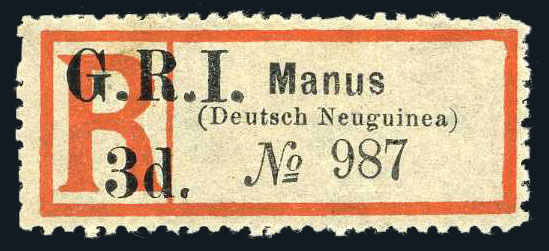 R
G.R.I. Manus
(Deutsch Neuguinea)
3d. № 987